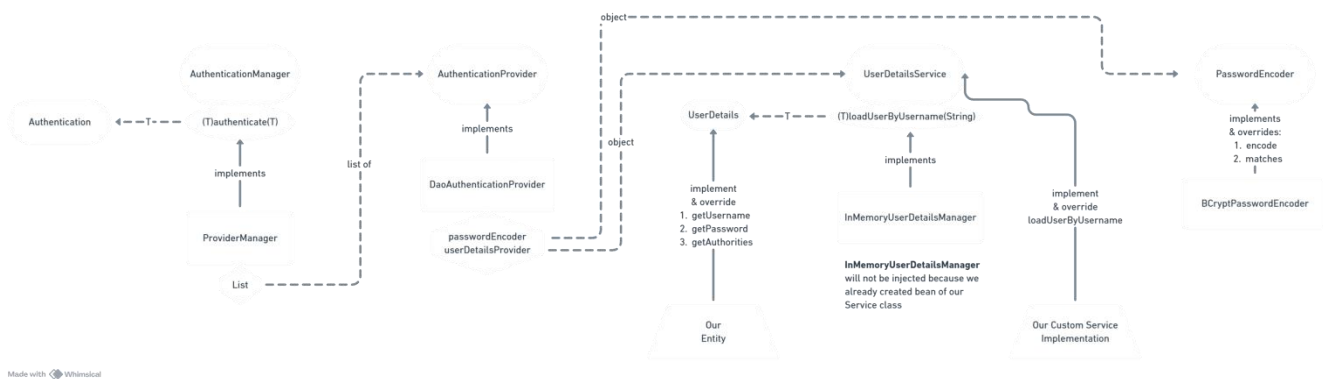 object
AuthenticationManager
AuthenticationProvider
UserDetailsService
PasswordEncoder
Authentication
T
(T)authenticate(T)
UserDetails
T
(T)loadUserByUsername(String)
implements
implements
& overrides:
1. encode
2. matches
object
list of
implements
implements
DaoAuthenticationProvider
implement
& override
1. getUsername
2. getPassword
3. getAuthorities
implement
& override
loadUserByUsername
BCryptPasswordEncoder
InMemoryUserDetailsManager
ProviderManager
passwordEncoder
userDetailsProvider
List
InMemoryUserDetailsManager
will not be injected because we
already created bean of our
Service class
Our
Entity
Our Custom Service
Implementation
Made with Whimsical